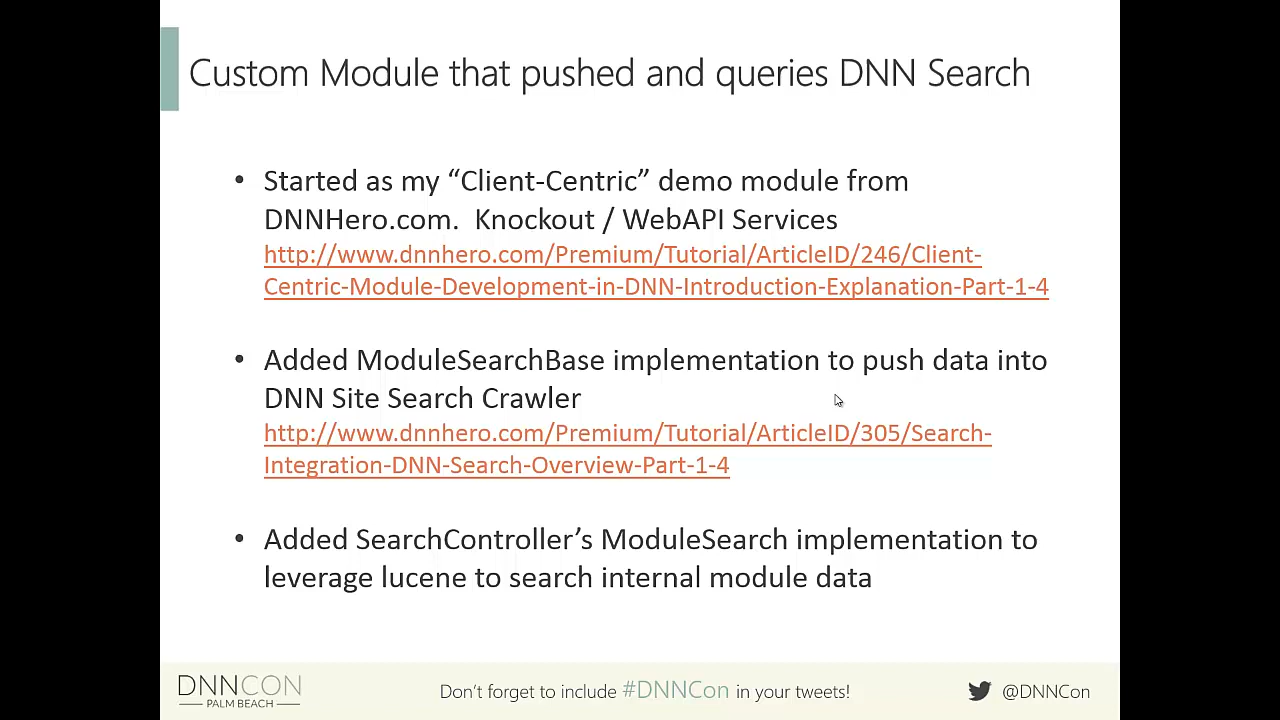 Custom Module that pushed and queries DNN Search
• Started as my “Client-Centric” demo module from
DNNHero.com.  Knockout / WebAPI Services
http://www.dnnhero.com/Premium/Tutorial/ArticleID/246/Client-
Centric-Module-Development-in-DNN-Introduction-Explanation-Part-1-4
• Added ModuleSearchBase implementation to push data into
DNN Site Search Crawler
http://www.dnnhero.com/Premium/Tutorial/ArticleID/305/Search-
Integration-DNN-Search-Overview-Part-1-4
• Added SearchController’s ModuleSearch implementation to
leverage lucene to search internal module data
DNNCON
PALM BEACH
Don’t forget to include #DNNCon in your tweets!
@DNNCon